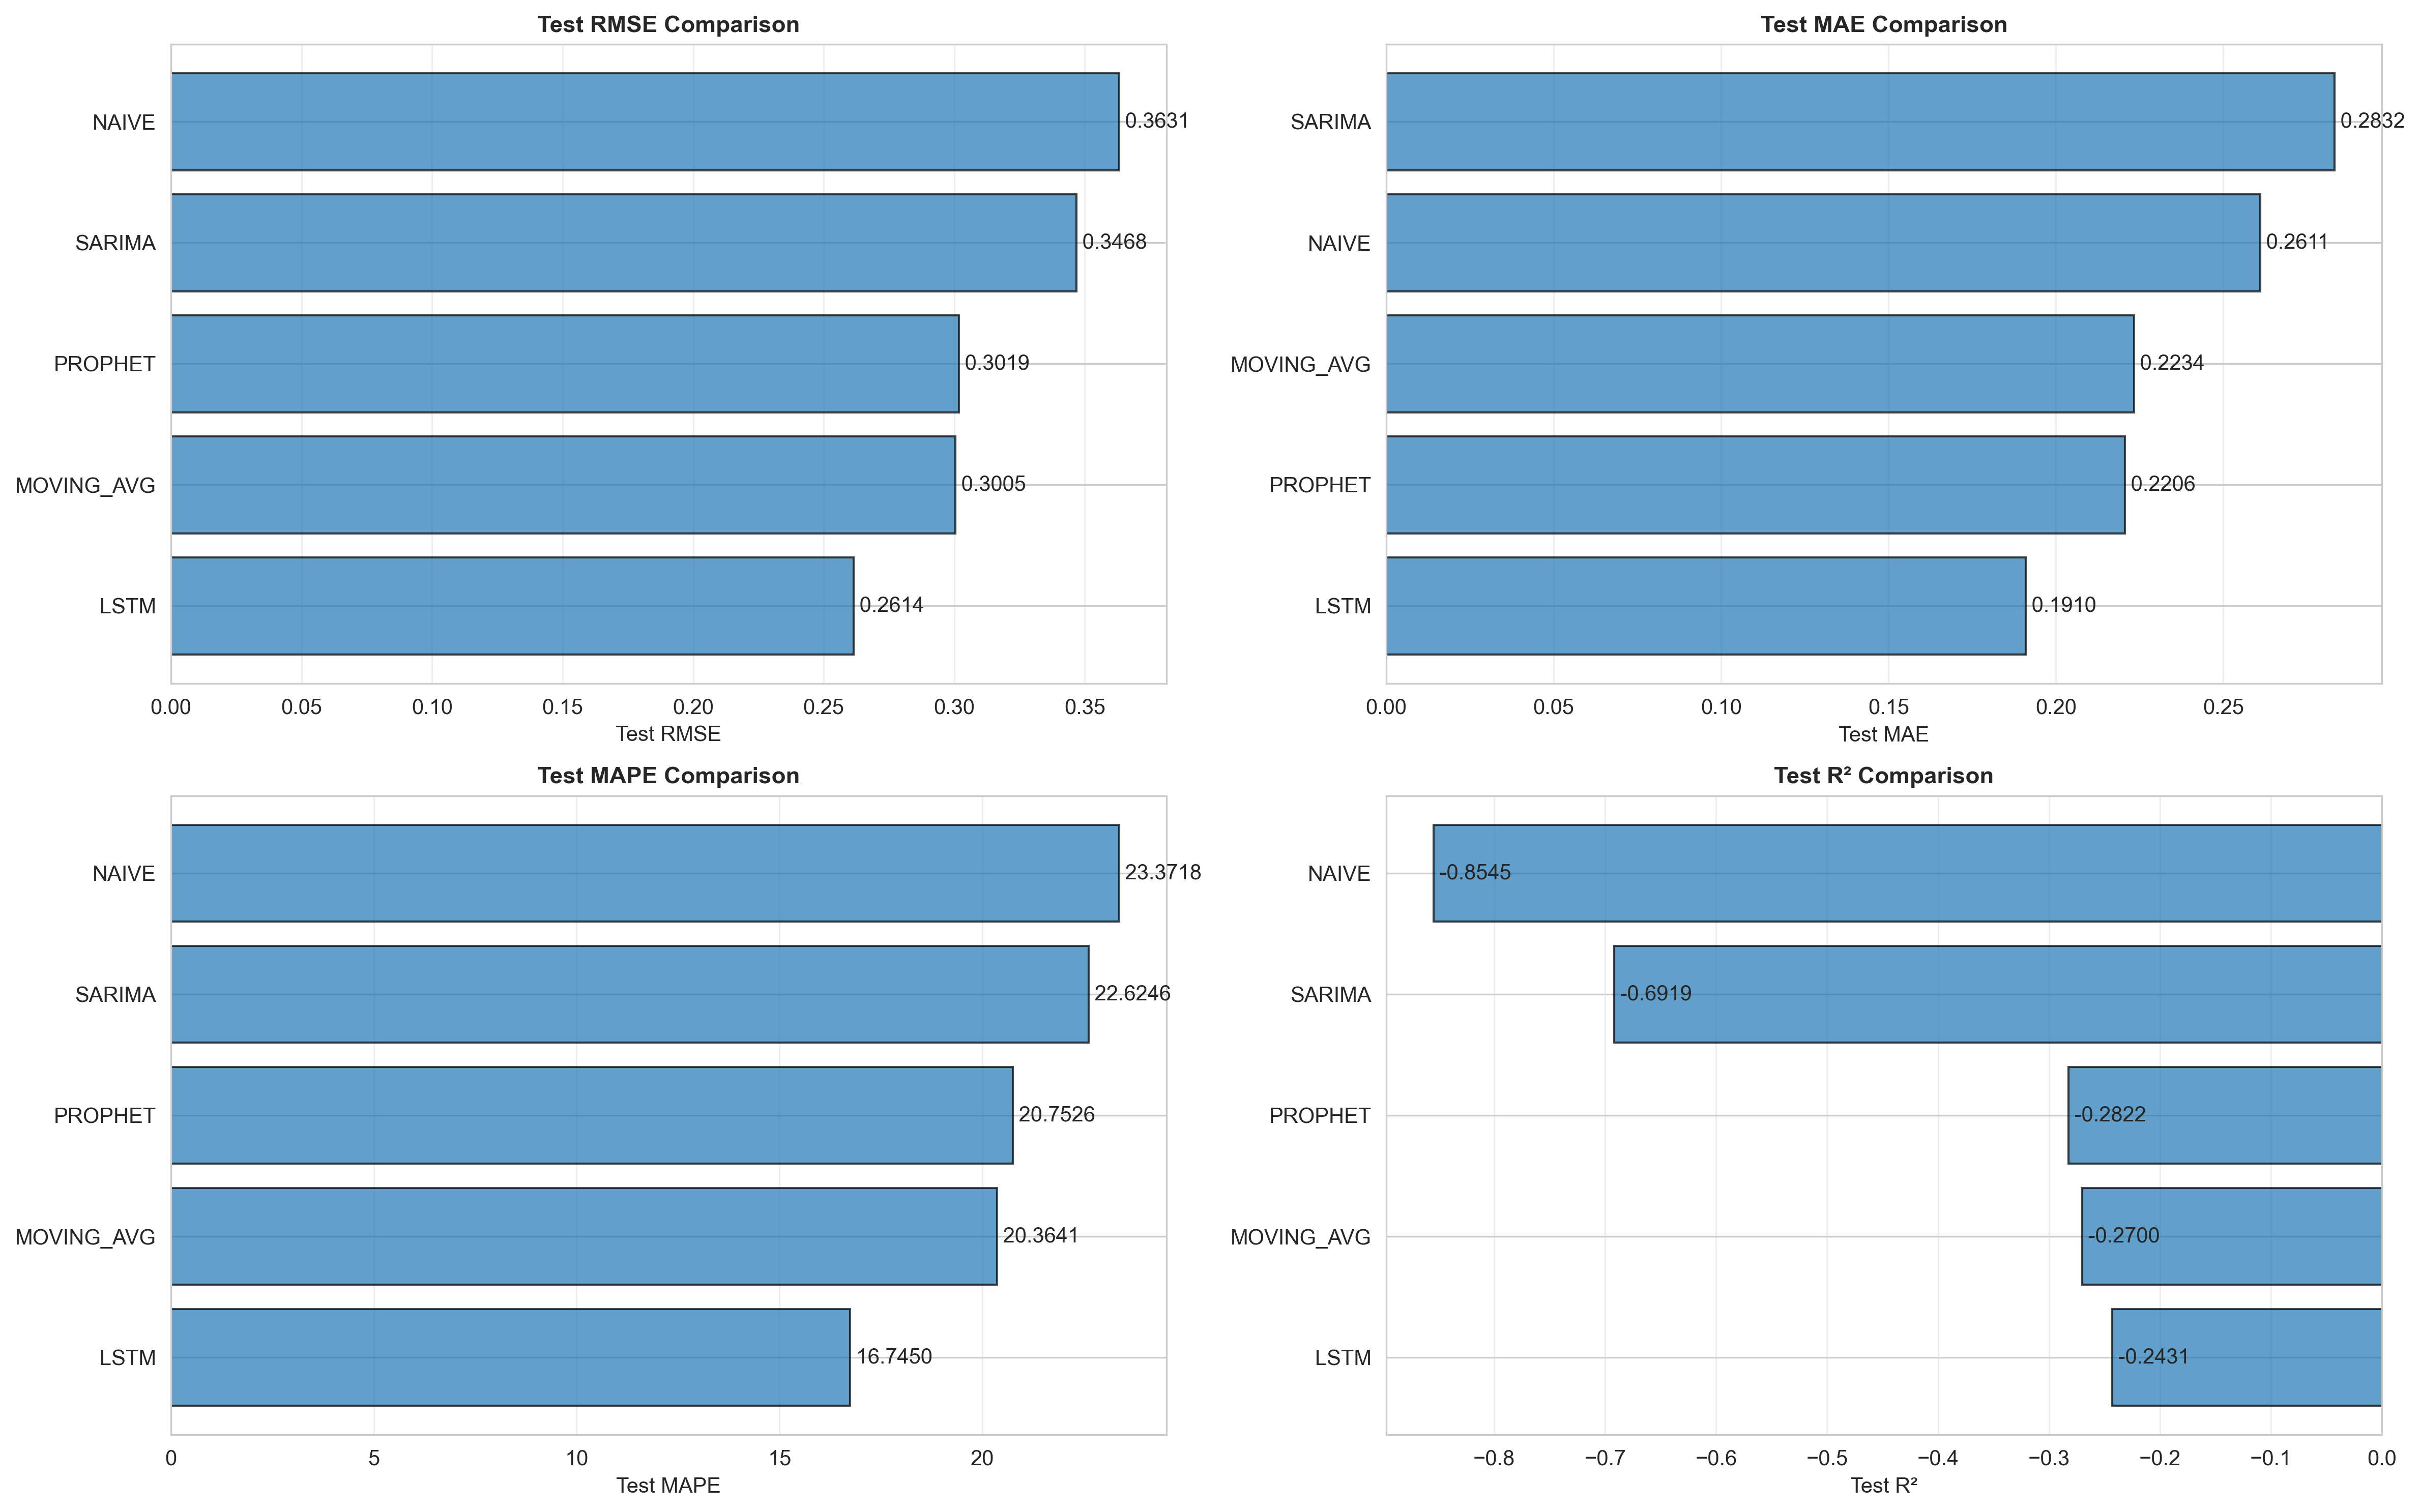 Test RMSE Comparison
NAIVE
0.3631
SARIMA
0.3468
PROPHET
0.3019
MOVING_AVG
0.3005
LSTM
0.2614
0.00 0.05 0.10 0.15 0.20 0.25 0.30 0.35
Test RMSE
Test MAE Comparison
SARIMA
0.2832
NAIVE
0.2611
MOVING_AVG
0.2234
PROPHET
0.2206
LSTM
0.1910
0.00 0.05 0.10 0.15 0.20 0.25
Test MAE
Test MAPE Comparison
NAIVE
23.3718
SARIMA
22.6246
PROPHET
20.7526
MOVING_AVG
20.3641
LSTM
16.7450
0 5 10 15 20
Test MAPE
Test R² Comparison
NAIVE
-0.8545
SARIMA
-0.6919
PROPHET
-0.2822
MOVING_AVG
-0.2700
LSTM
-0.2431
−0.8 −0.7 −0.6 −0.5 −0.4 −0.3 −0.2 −0.1 0.0
Test R²